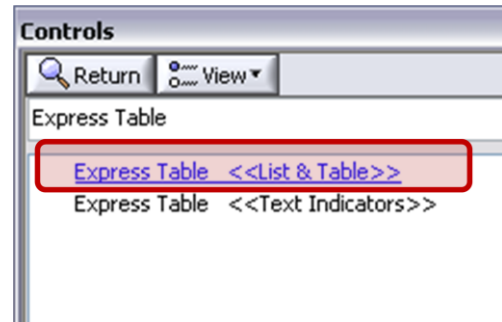 Controls
Return View
Express Table
Express Table <<List & Table>>
Express Table <<Text Indicators>>